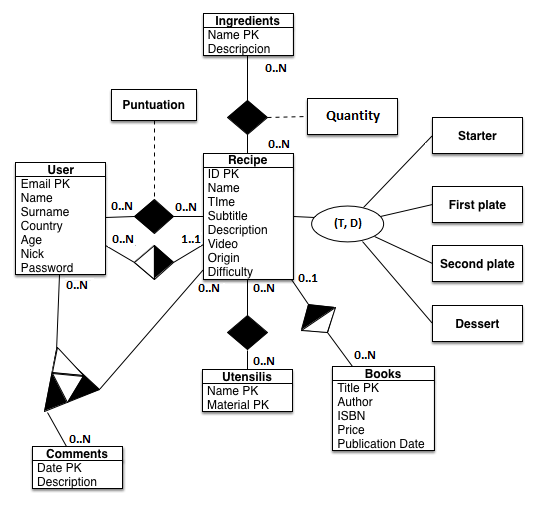 Ingredients
Name PK
Descripcion
0..N
Puntuation
Quantity
0..N
Starter
User
Email PK
Name
Surname
Country
Age
Nick
Password
0..N
0..N
0..N
1..1
Recipe
ID PK
Name
TIme
Subtitle
Description
Video
Origin
Difficulty
(T, D)
First plate
Second plate
Dessert
0..N
0..N
0..N
0..1
0..N
0..N
Utensilis
Name PK
Material PK
Books
Title PK
Author
ISBN
Price
Publication Date
0..N
Comments
Date PK
Description